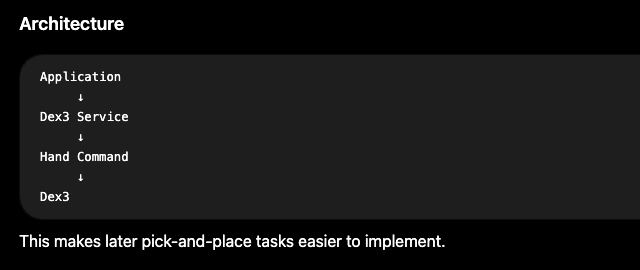 Architecture
Application
↓
Dex3 Service
↓
Hand Command
↓
Dex3
This makes later pick-and-place tasks easier to implement.